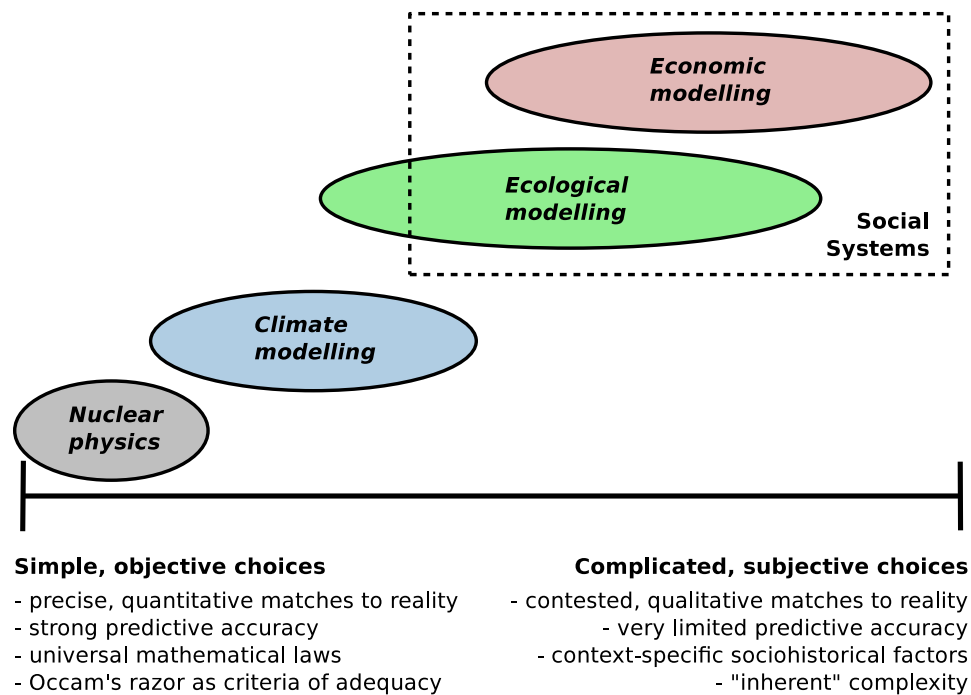 Economic
modelling
Ecological
modelling
Social
Systems
Climate
modelling
Nuclear
physics
Simple, objective choices
- precise, quantitative matches to reality
- strong predictive accuracy
- universal mathematical laws
- Occam's razor as criteria of adequacy
Complicated, subjective choices
- contested, qualitative matches to reality
- very limited predictive accuracy
- context-specific sociohistorical factors
- "inherent" complexity